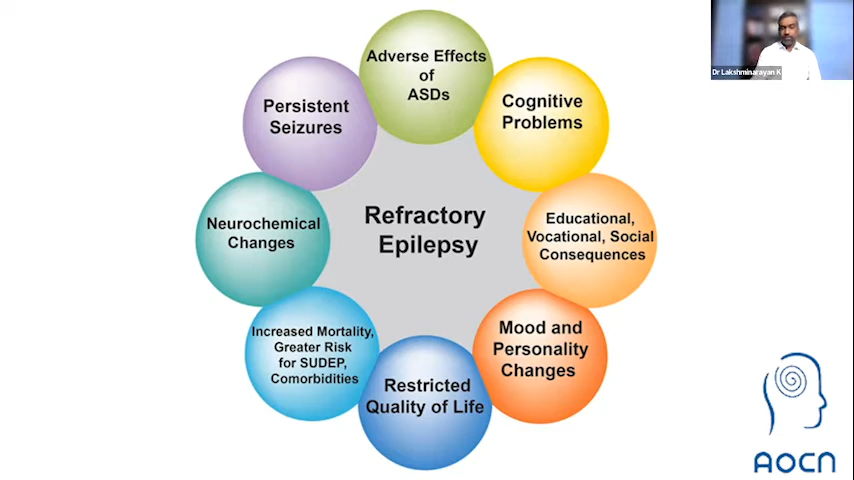 Dr Lakshminarayan K
Adverse Effects
of
ASDs
Cognitive
Problems
Educational,
Vocational, Social
Consequences
Mood and
Personality
Changes
Restricted
Quality of Life
Increased Mortality,
Greater Risk
for SUDEP,
Comorbidities
Neurochemical
Changes
Persistent
Seizures
Refractory
Epilepsy
AOCN